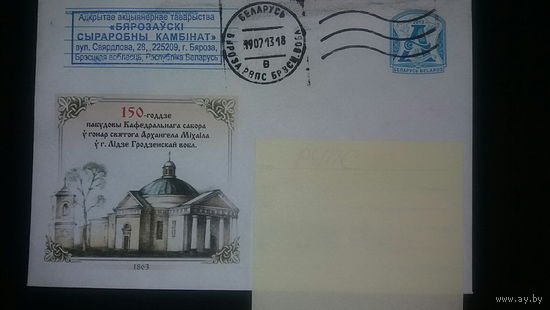 Адкрытае акцыянернае таварыства
«БЯРОЗАЎСКІ
СЫРАРОБНЫ КАМБІНАТ»
вул. Свярдлова, 28, 225209, г. Бяроза,
Брэсцкая вобласць, Рэспубліка Беларусь
БЕЛАРУСЬ
19 07 13 18
В
БЯРОЗА РУПС БРЭСЦ.ВОБЛ.
А
БЕЛАРУСЬ BELARUS
150-годдзе
пабудовы Кафедральнага сабора
ў гонар святога Архангела Міхаіла
ў г. Лідзе Гродзенскай вобл.
1863
www.ay.by